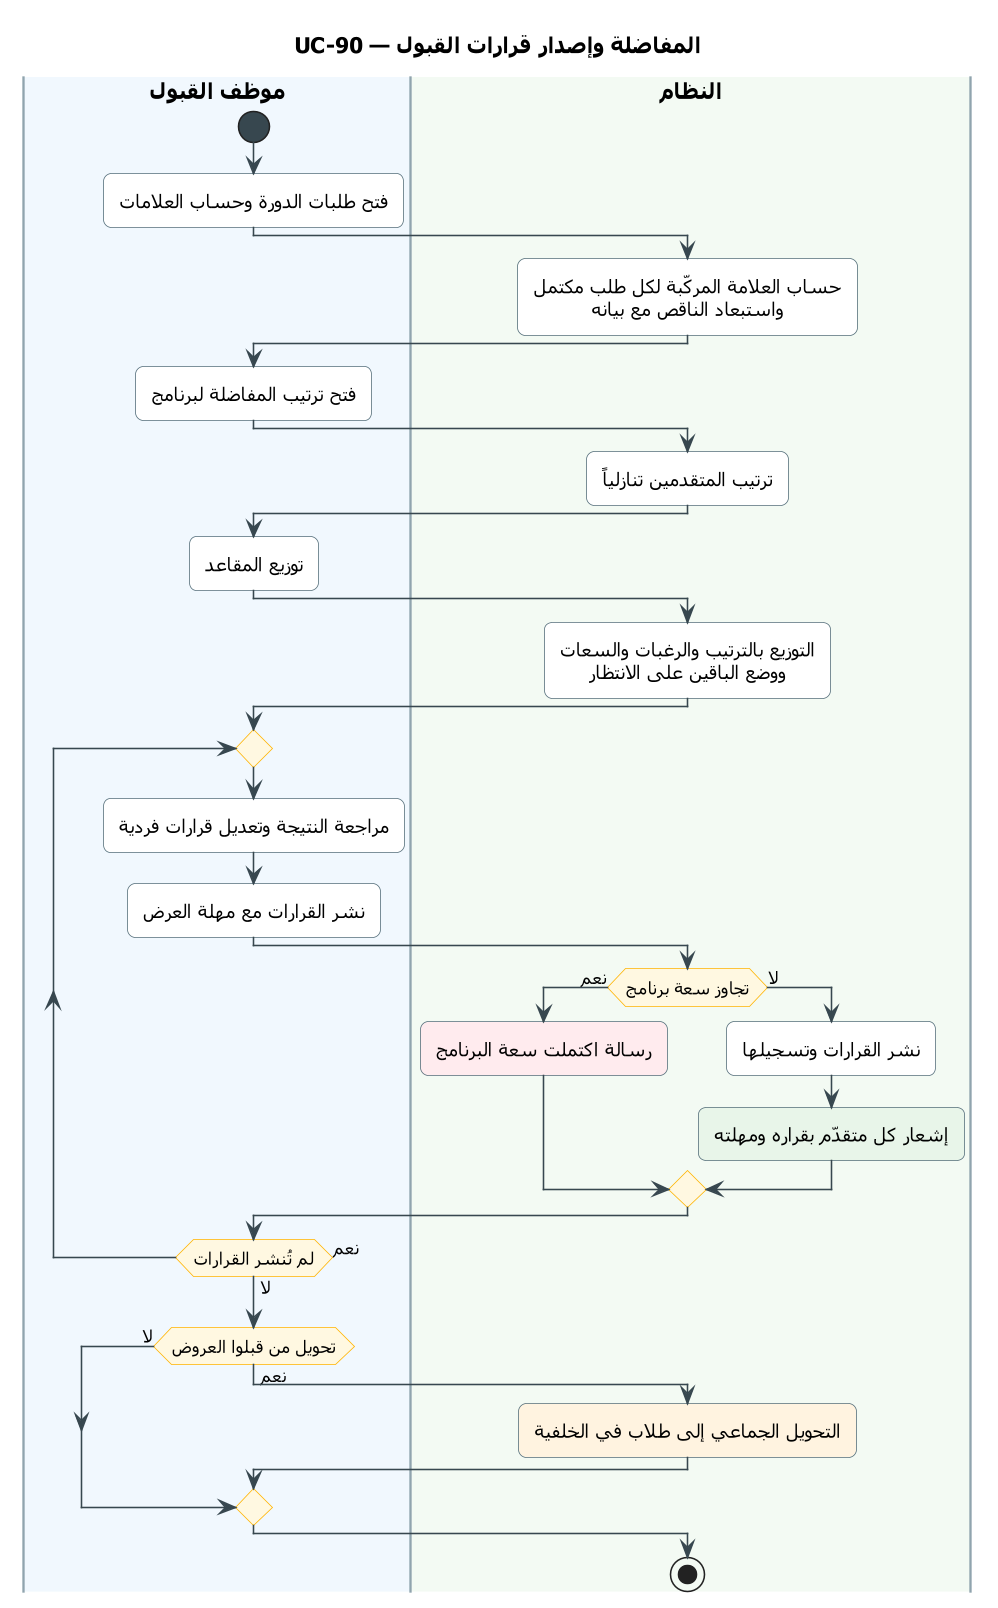 المفاضلة وإصدار قرارات القبول — UC-90
موظف القبول
النظام
فتح طلبات الدورة وحساب العلامات
حساب العلامة المركّبة لكل طلب مكتمل
واستبعاد الناقص مع بيانه
فتح ترتيب المفاضلة لبرنامج
ترتيب المتقدمين تنازلياً
توزيع المقاعد
التوزيع بالترتيب والرغبات والسعات
ووضع الباقين على الانتظار
مراجعة النتيجة وتعديل قرارات فردية
نشر القرارات مع مهلة العرض
تجاوز سعة برنامج
نعم
لا
رسالة اكتملت سعة البرنامج
نشر القرارات وتسجيلها
إشعار كل متقدّم بقراره ومهلته
لم تُنشر القرارات
نعم
لا
تحويل من قبلوا العروض
لا
نعم
التحويل الجماعي إلى طلاب في الخلفية